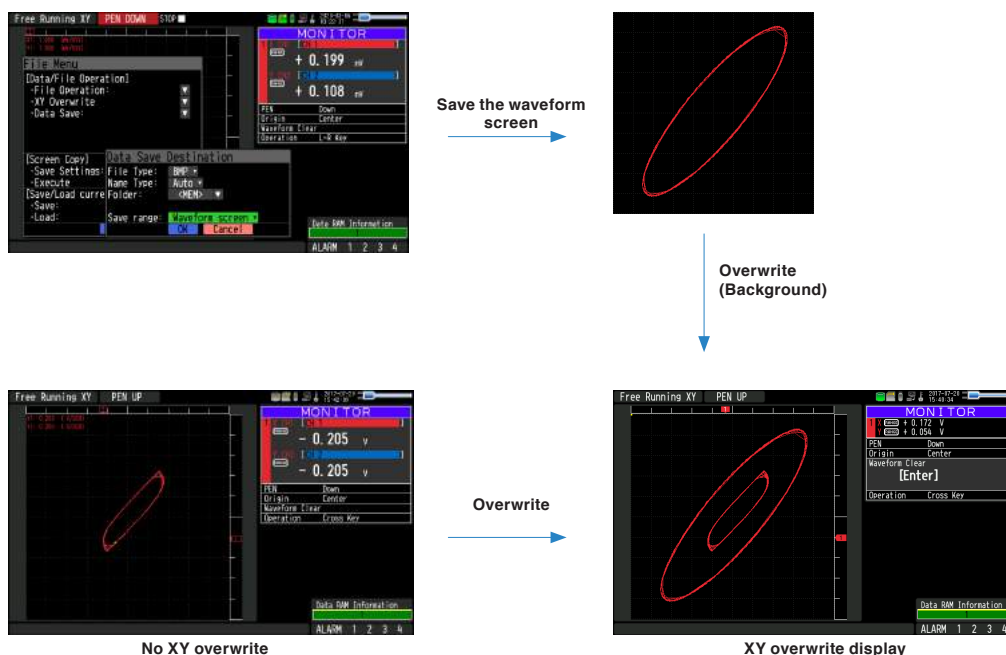 Free Running XY PEN DOWN STOP
MONITOR
+ 0.199
+ 0.108
PEN Down
Origin Center
Waveform Clear
Operation L-R Key
File Menu
[Data/File Operation]
-File Operation:
-XY Overwrite
-Data Save:
[Screen Copy]
-Save Settings:
-Execute
[Save/Load curre
-Save:
-Load:
Data Save Destination
File Type: BMP
Name Type: Auto
Folder: <MEM>
Save range: Waveform screen
OK Cancel
Data RAM Information
ALARM 1 2 3 4
Save the waveform
screen
Overwrite
(Background)
Free Running XY PEN UP
MONITOR
- 0.205 V
- 0.205 V
PEN Down
Origin Center
Waveform Clear
Operation Cross Key
Data RAM Information
ALARM 1 2 3 4
No XY overwrite
Overwrite
Free Running XY PEN UP
MONITOR
1 X + 0.172 V
Y + 0.054 V
PEN Down
Origin Center
Waveform Clear
[Enter]
Operation Cross Key
Data RAM Information
ALARM 1 2 3 4
XY overwrite display